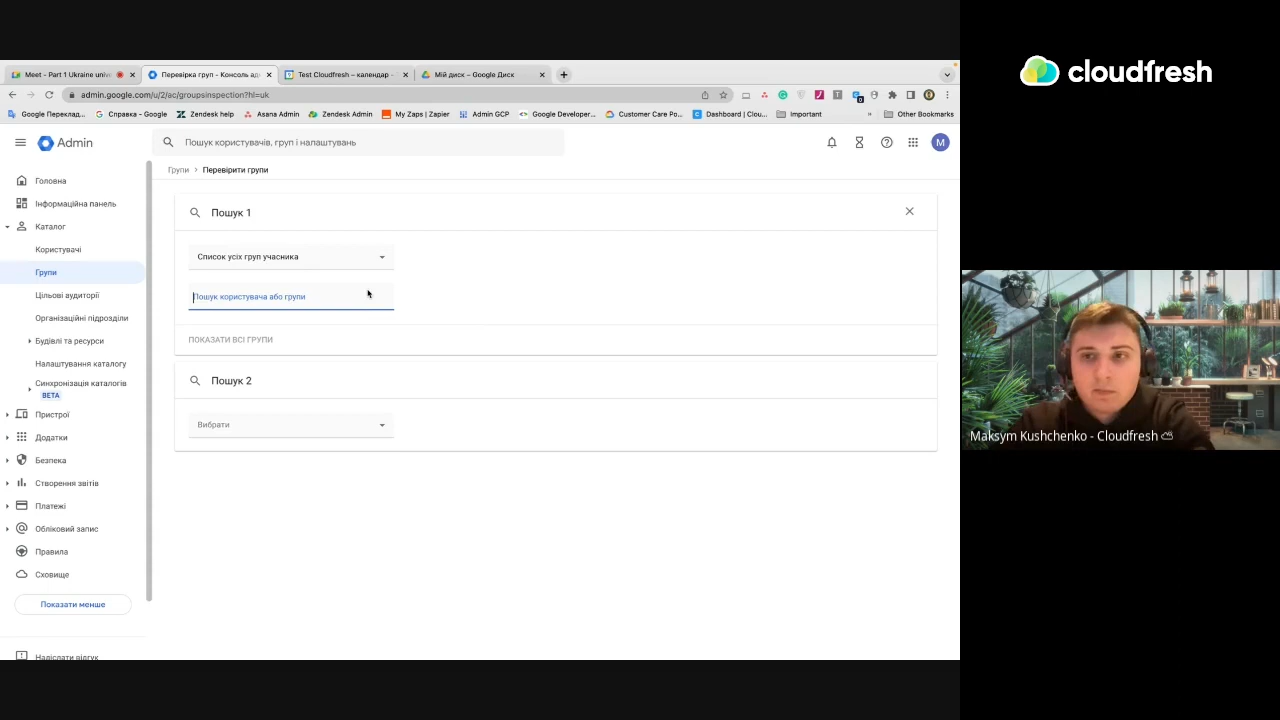 cloudfresh
Meet - Part 1 Ukraine univ
Перевірка груп - Консоль ад
Test Cloudfresh – календар -
Мій диск – Google Диск
admin.google.com/u/2/ac/groupsinspection?hl=uk
Google Переклад...
Справка - Google
Zendesk help
Asana Admin
Zendesk Admin
My Zaps | Zapier
Admin GCP
Google Developer...
Customer Care Po...
Dashboard | Clou...
Important
»
Other Bookmarks
Admin
Пошук користувачів, груп і налаштувань
M
Групи > Перевірити групи
Головна
Інформаційна панель
Каталог
Користувачі
Групи
Цільові аудиторії
Організаційні підрозділи
Будівлі та ресурси
Налаштування каталогу
Синхронізація каталогів
BETA
Пристрої
Додатки
Безпека
Створення звітів
Платежі
Обліковий запис
Правила
Сховище
Показати менше
Надіслати відгук
Пошук 1
Список усіх груп учасника
Пошук користувача або групи
ПОКАЗАТИ ВСІ ГРУПИ
Пошук 2
Вибрати
Maksym Kushchenko - Cloudfresh